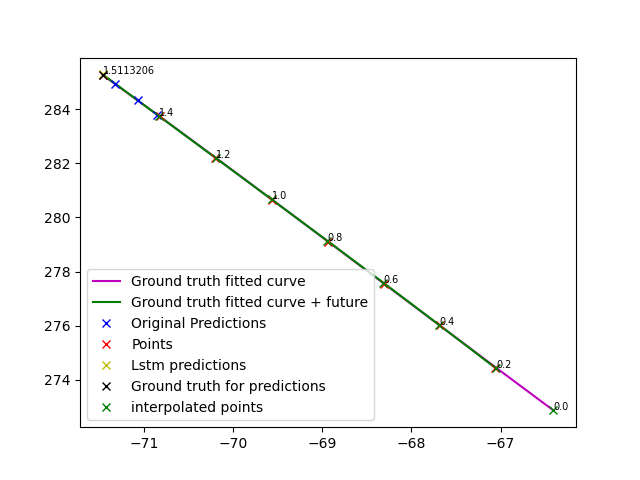 1.5113206
284
1.4
282
1.2
280
1.0
0.8
278
0.6
276
0.4
274
0.2
0.0
Ground truth fitted curve
Ground truth fitted curve + future
Original Predictions
Points
Lstm predictions
Ground truth for predictions
interpolated points
−71 −70 −69 −68 −67